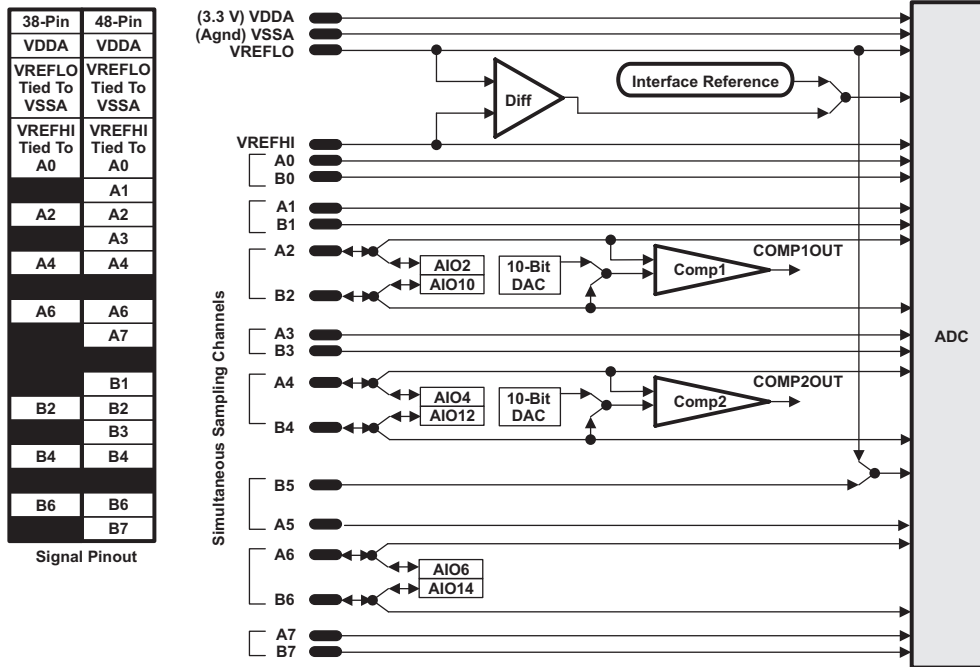 38-Pin 48-Pin
VDDA VDDA
VREFLO VREFLO
Tied To Tied To
VSSA VSSA
VREFHI VREFHI
Tied To Tied To
A0 A0
A1
A2 A2
A3
A4 A4
A6 A6
A7
B1
B2 B2
B3
B4 B4
B6 B6
B7
Signal Pinout
(3.3 V) VDDA
(Agnd) VSSA
VREFLO
Diff
Interface Reference
VREFHI
A0
B0
A1
B1
A2
AIO2
AIO10
10-Bit
DAC
Comp1
COMP1OUT
B2
Simultaneous Sampling Channels
A3
B3
ADC
A4
AIO4
AIO12
10-Bit
DAC
Comp2
COMP2OUT
B4
B5
A5
A6
AIO6
AIO14
B6
A7
B7